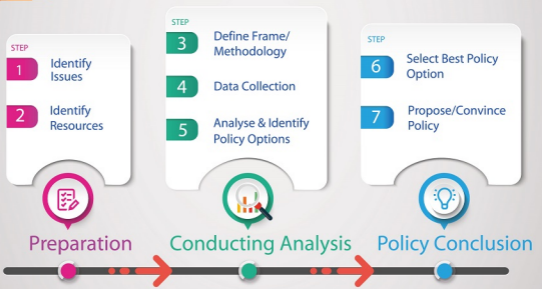 STEP
1
Identify
Issues
2
Identify
Resources
Preparation
STEP
3
Define Frame/
Methodology
4
Data Collection
5
Analyse & Identify
Policy Options
Conducting Analysis
STEP
6
Select Best Policy
Option
7
Propose/Convince
Policy
Policy Conclusion